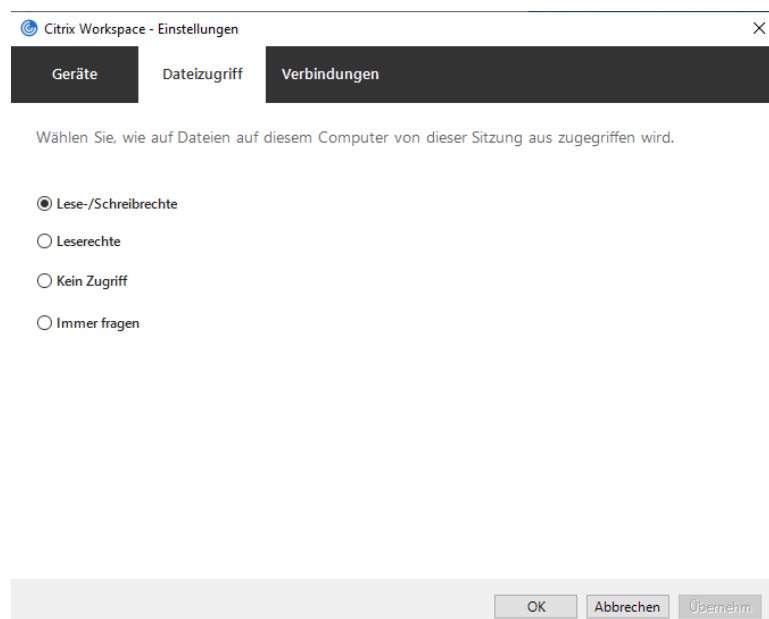 Citrix Workspace - Einstellungen
Geräte Dateizugriff Verbindungen
Wählen Sie, wie auf Dateien auf diesem Computer von dieser Sitzung aus zugegriffen wird.
Lese-/Schreibrechte
Leserechte
Kein Zugriff
Immer fragen
OK Abbrechen Übernehm